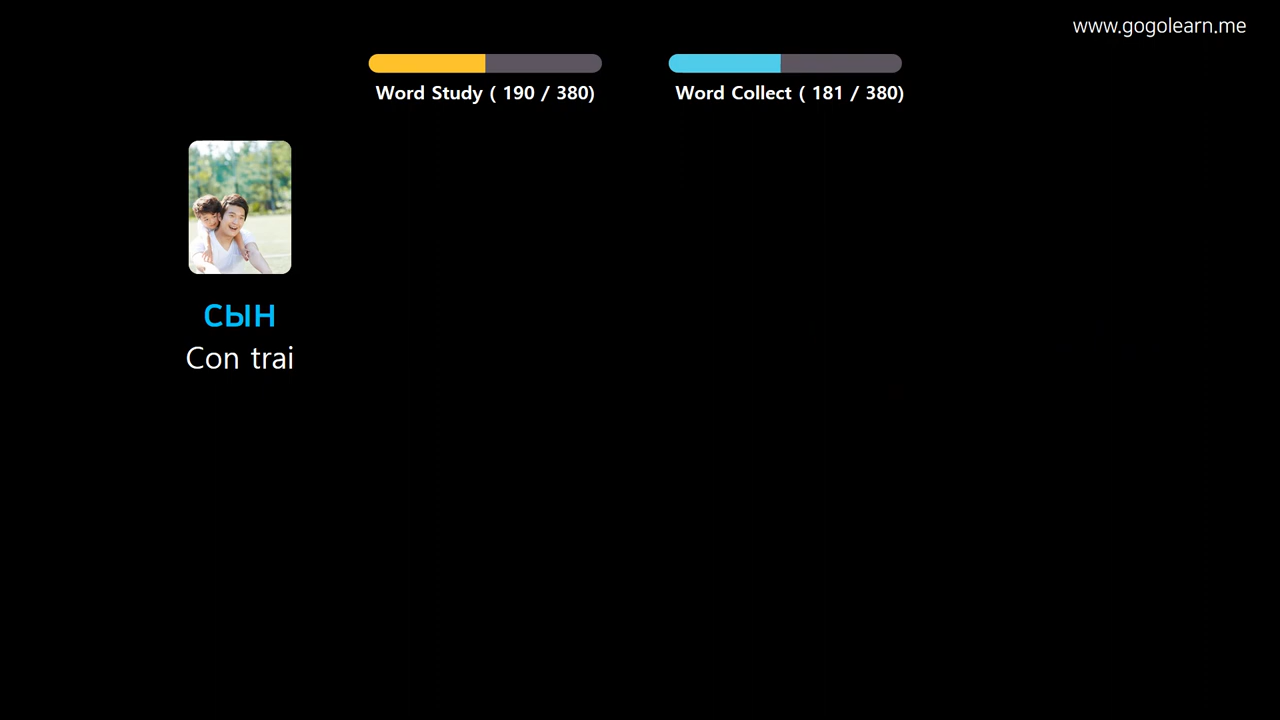 www.gogolearn.me
Word Study ( 190 / 380)
Word Collect ( 181 / 380)
сын
Con trai